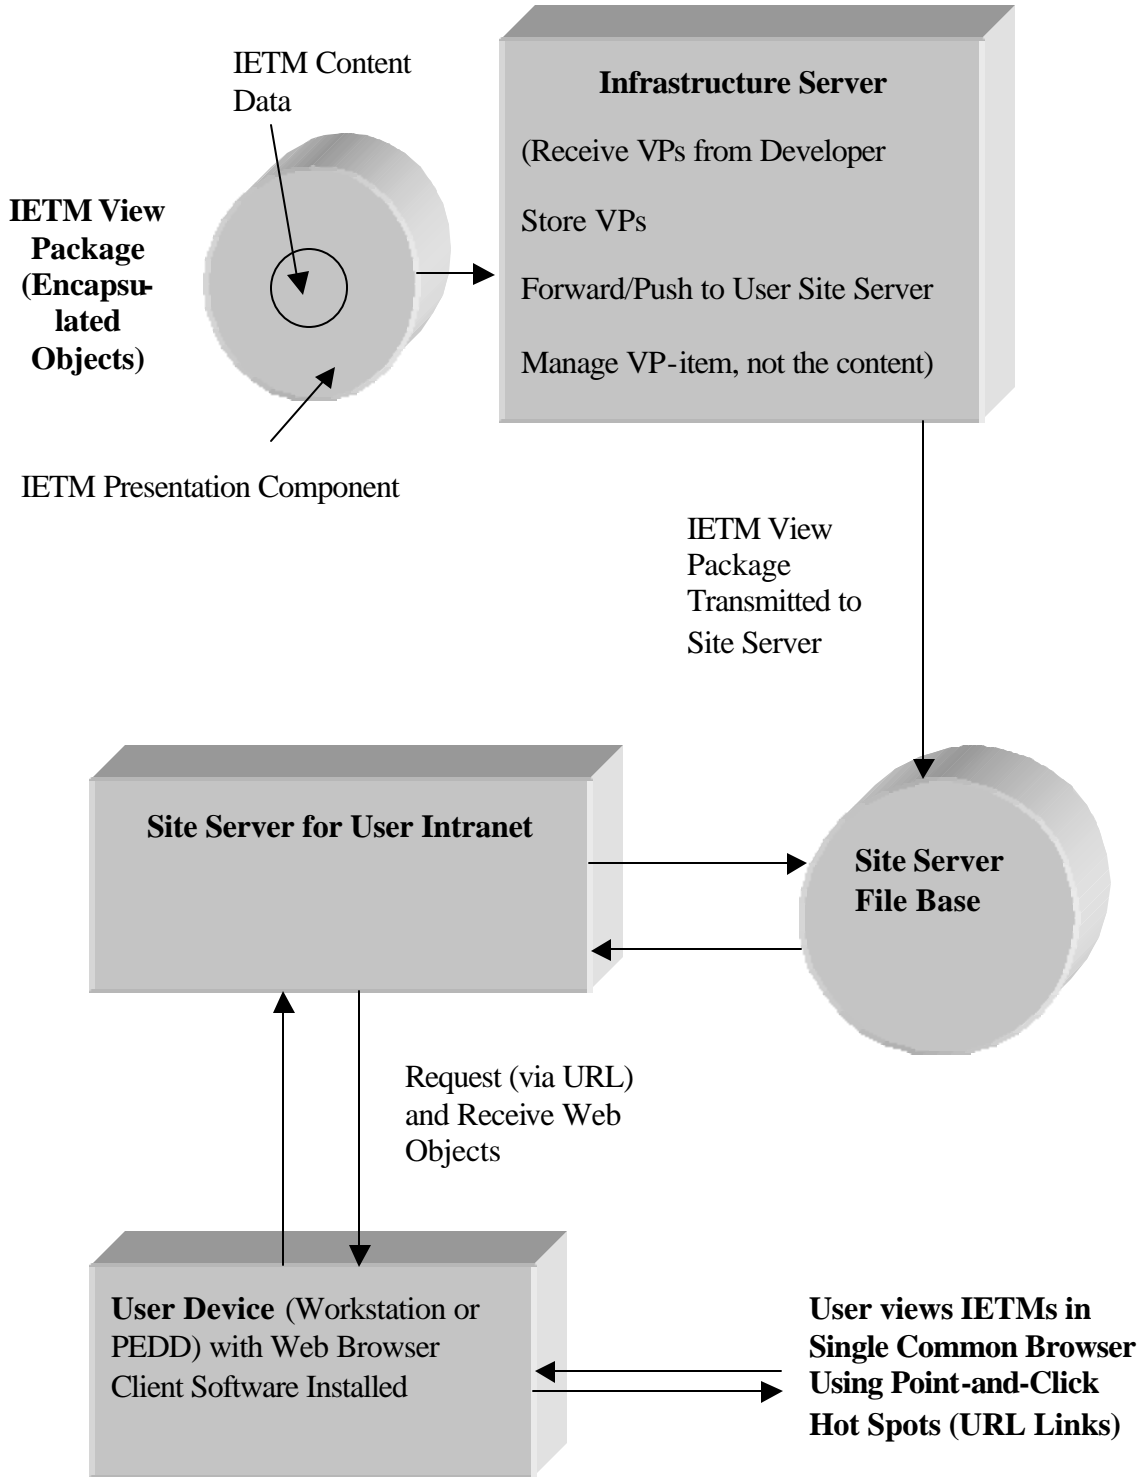 IETM Content
Data
IETM View
Package
(Encapsu-
lated
Objects)
IETM Presentation Component
Infrastructure Server
(Receive VPs from Developer
Store VPs
Forward/Push to User Site Server
Manage VP-item, not the content)
IETM View
Package
Transmitted to
Site Server
Site Server for User Intranet
Site Server
File Base
Request (via URL)
and Receive Web
Objects
User Device (Workstation or
PEDD) with Web Browser
Client Software Installed
User views IETMs in
Single Common Browser
Using Point-and-Click
Hot Spots (URL Links)